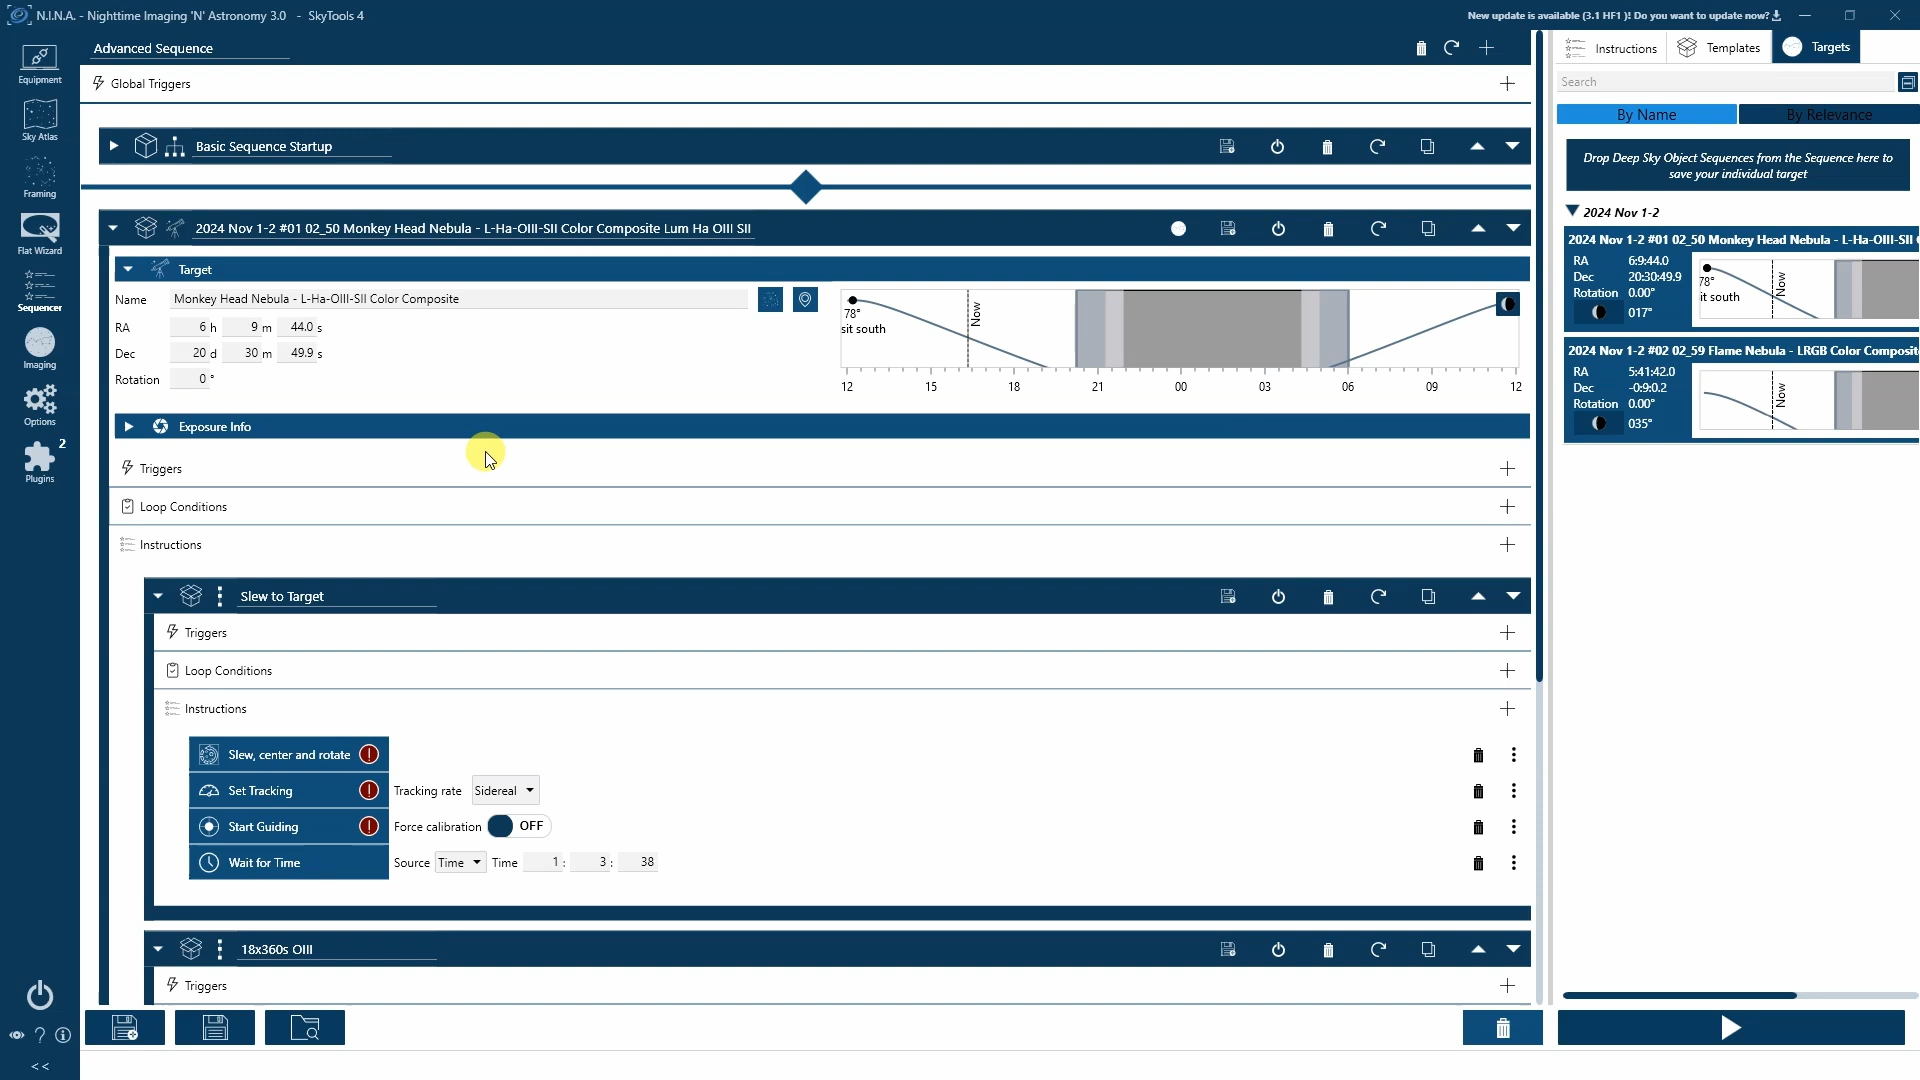 N.I.N.A. - Nighttime Imaging 'N' Astronomy 3.0 - SkyTools 4
New update is available (3.1 HF1 )! Do you want to update now?
Equipment
Sky Atlas
Framing
Flat Wizard
Sequencer
Imaging
Options
2
Plugins
<<
Advanced Sequence
Global Triggers
Basic Sequence Startup
2024 Nov 1-2 #01 02_50 Monkey Head Nebula - L-Ha-OIII-SII Color Composite Lum Ha OIII SII
Target
Name Monkey Head Nebula - L-Ha-OIII-SII Color Composite
RA 6 h 9 m 44.0 s
Dec 20 d 30 m 49.9 s
Rotation 0 °
78°
sit south
Now
12 15 18 21 00 03 06 09 12
Exposure Info
Triggers
Loop Conditions
Instructions
Slew to Target
Triggers
Loop Conditions
Instructions
Slew, center and rotate
Set Tracking Tracking rate Sidereal
Start Guiding Force calibration OFF
Wait for Time Source Time Time 1 : 3 : 38
18x360s OIII
Triggers
Instructions Templates Targets
Search
By Name By Relevance
Drop Deep Sky Object Sequences from the Sequence here to
save your individual target
2024 Nov 1-2
2024 Nov 1-2 #01 02_50 Monkey Head Nebula - L-Ha-OIII-SII
RA 6:9:44.0
Dec 20:30:49.9
Rotation 0.00°
017°
78°
it south
Now
2024 Nov 1-2 #02 02_59 Flame Nebula - LRGB Color Composit
RA 5:41:42.0
Dec -0:9:0.2
Rotation 0.00°
035°
Now